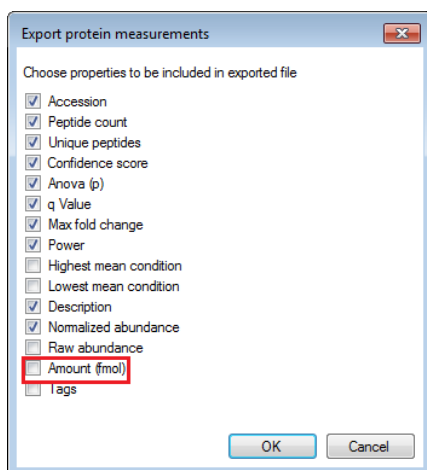 Export protein measurements
Choose properties to be included in exported file
Accession
Peptide count
Unique peptides
Confidence score
Anova (p)
q Value
Max fold change
Power
Highest mean condition
Lowest mean condition
Description
Normalized abundance
Raw abundance
Amount (fmol)
Tags
OK Cancel